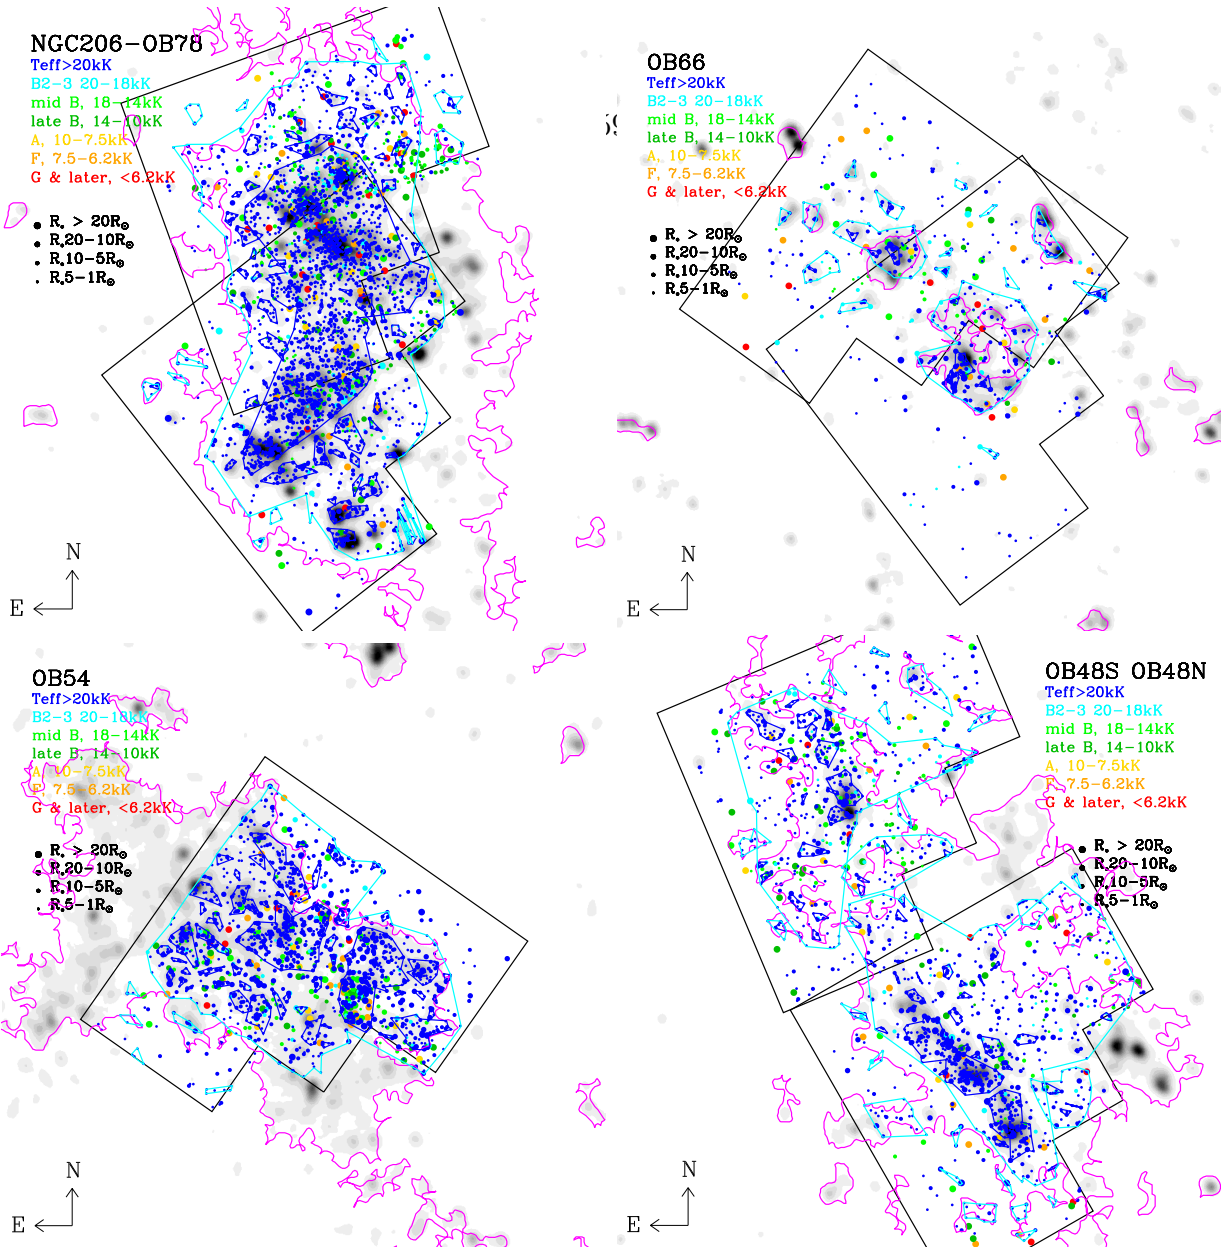 NGC206-OB78
Teff>20kK
B2-3 20-18kK
mid B, 18-14kK
late B, 14-10kK
A, 10-7.5kK
F, 7.5-6.2kK
G & later, <6.2kK
R* > 20R⊙
R*20-10R⊙
R*10-5R⊙
R*5-1R⊙
N
E
OB66
Teff>20kK
B2-3 20-18kK
mid B, 18-14kK
late B, 14-10kK
A, 10-7.5kK
F, 7.5-6.2kK
G & later, <6.2kK
R* > 20R⊙
R*20-10R⊙
R*10-5R⊙
R*5-1R⊙
N
E
OB54
Teff>20kK
B2-3 20-18kK
mid B, 18-14kK
late B, 14-10kK
A, 10-7.5kK
F, 7.5-6.2kK
G & later, <6.2kK
R* > 20R⊙
R*20-10R⊙
R*10-5R⊙
R*5-1R⊙
N
E
OB48S OB48N
Teff>20kK
B2-3 20-18kK
mid B, 18-14kK
late B, 14-10kK
A, 10-7.5kK
F, 7.5-6.2kK
G & later, <6.2kK
R* > 20R⊙
R*20-10R⊙
R*10-5R⊙
R*5-1R⊙
N
E